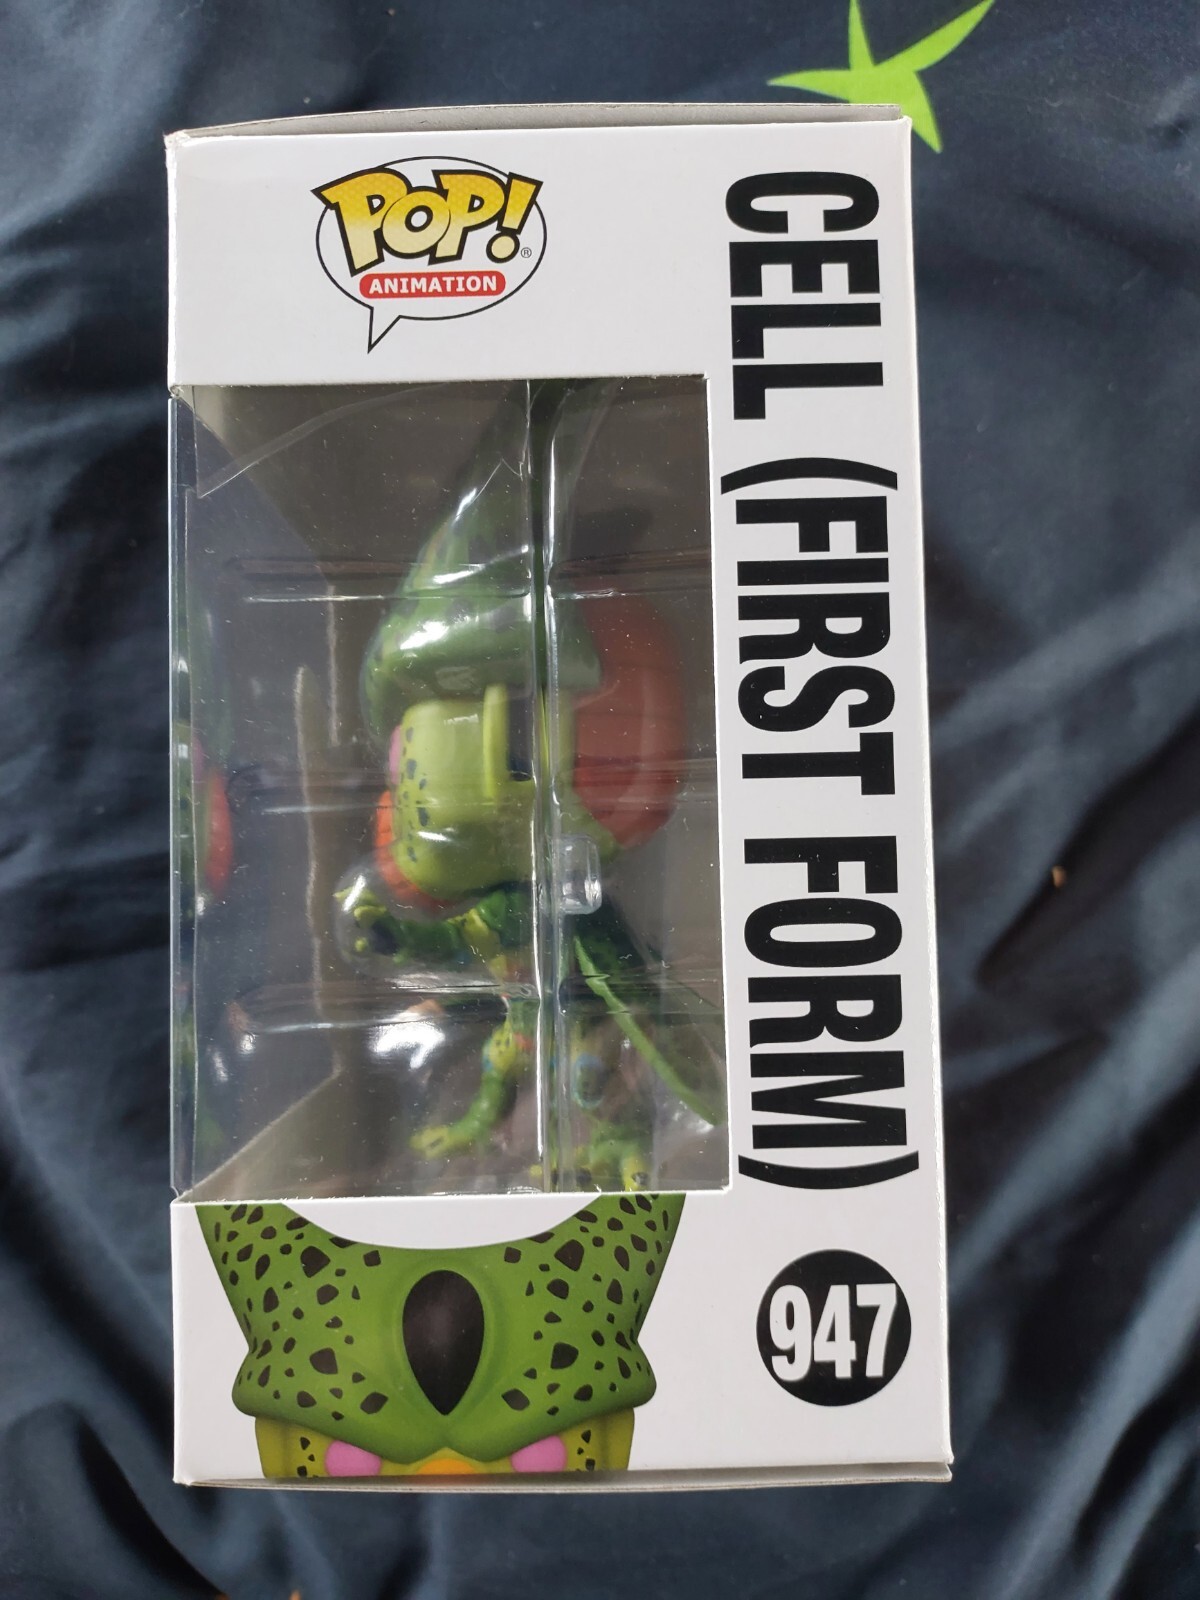 POP!
®
ANIMATION
CELL (FIRST FORM)
947